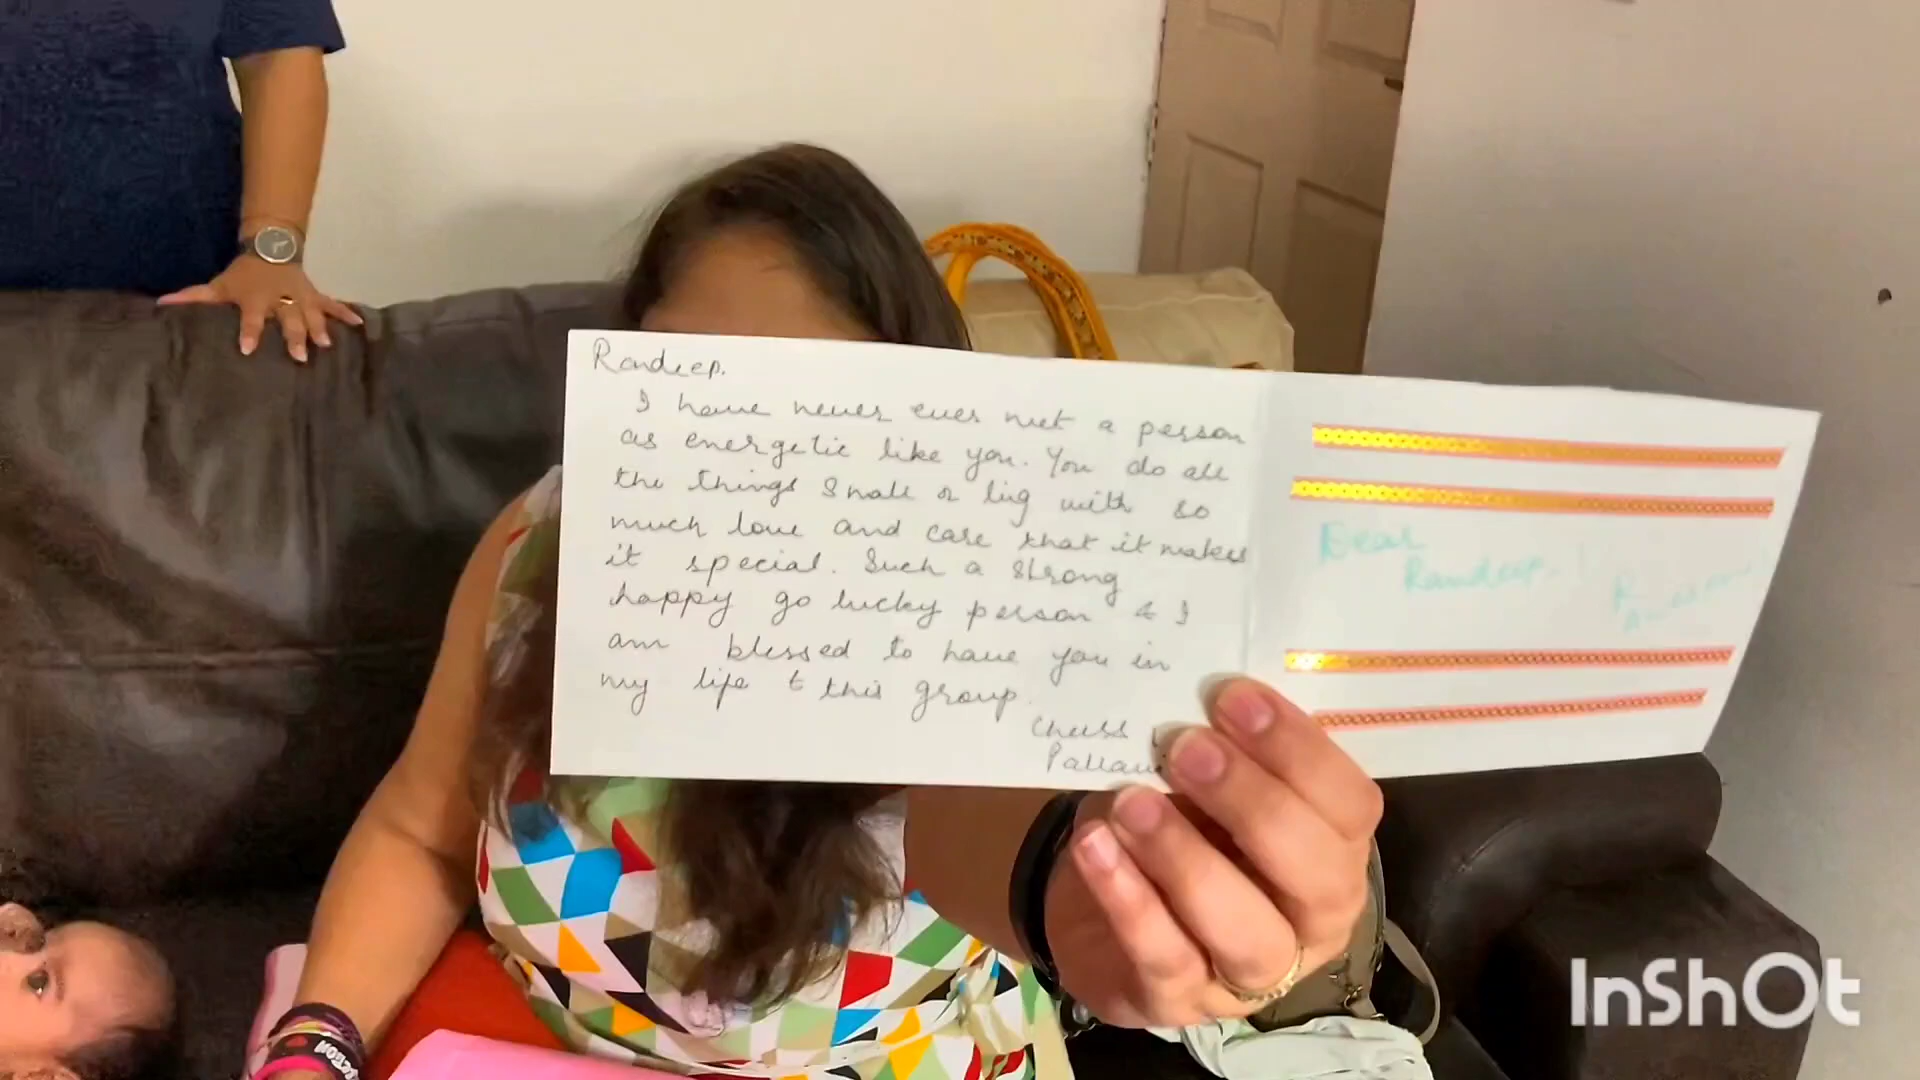 Randeep.
I have never ever met a person
as energetic like you. You do all
the things small or big with so
much love and care that it makes
it special. Such a strong
happy go lucky person & I
am blessed to have you in
my life & this group.
Cheers
Pallavi
Dear
Randeep.
InShOt